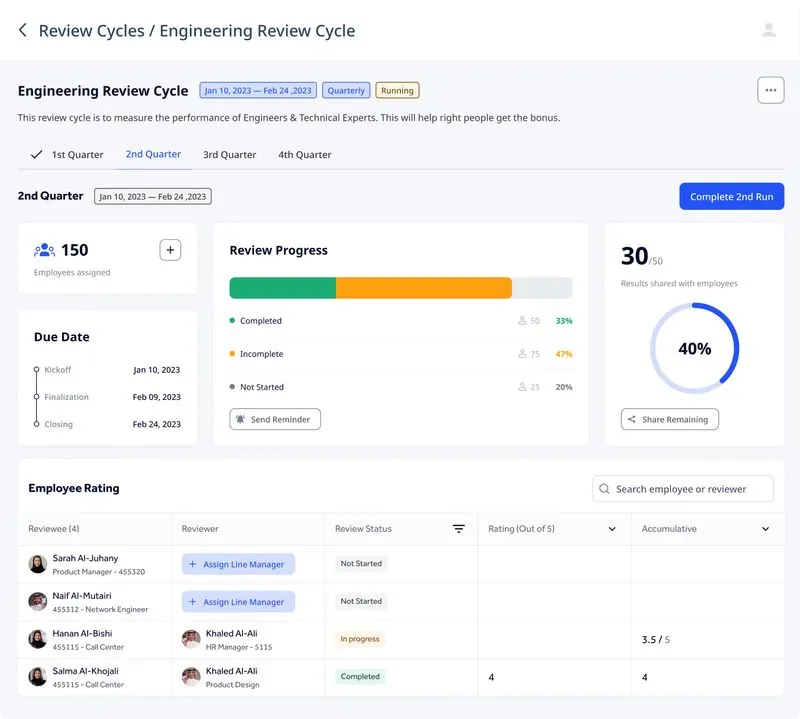 Review Cycles / Engineering Review Cycle
Engineering Review Cycle
Jan 10, 2023 — Feb 24 ,2023
Quarterly
Running
This review cycle is to measure the performance of Engineers & Technical Experts. This will help right people get the bonus.
1st Quarter
2nd Quarter
3rd Quarter
4th Quarter
2nd Quarter
Jan 10, 2023 — Feb 24 ,2023
Complete 2nd Run
150
Employees assigned
Due Date
Kickoff Jan 10, 2023
Finalization Feb 09, 2023
Closing Feb 24, 2023
Review Progress
Completed 50 33%
Incomplete 75 47%
Not Started 25 20%
Send Reminder
30/50
Results shared with employees
40%
Share Remaining
Employee Rating
Search employee or reviewer
Reviewee (4) Reviewer Review Status Rating (Out of 5) Accumulative
Sarah Al-Juhany
Product Manager - 455320
Assign Line Manager
Not Started
Naif Al-Mutairi
455312 - Network Engineer
Assign Line Manager
Not Started
Hanan Al-Bishi
455115 - Call Center
Khaled Al-Ali
HR Manager - 5115
In progress
3.5 / 5
Salma Al-Khojali
455115 - Call Center
Khaled Al-Ali
Product Design
Completed
4
4